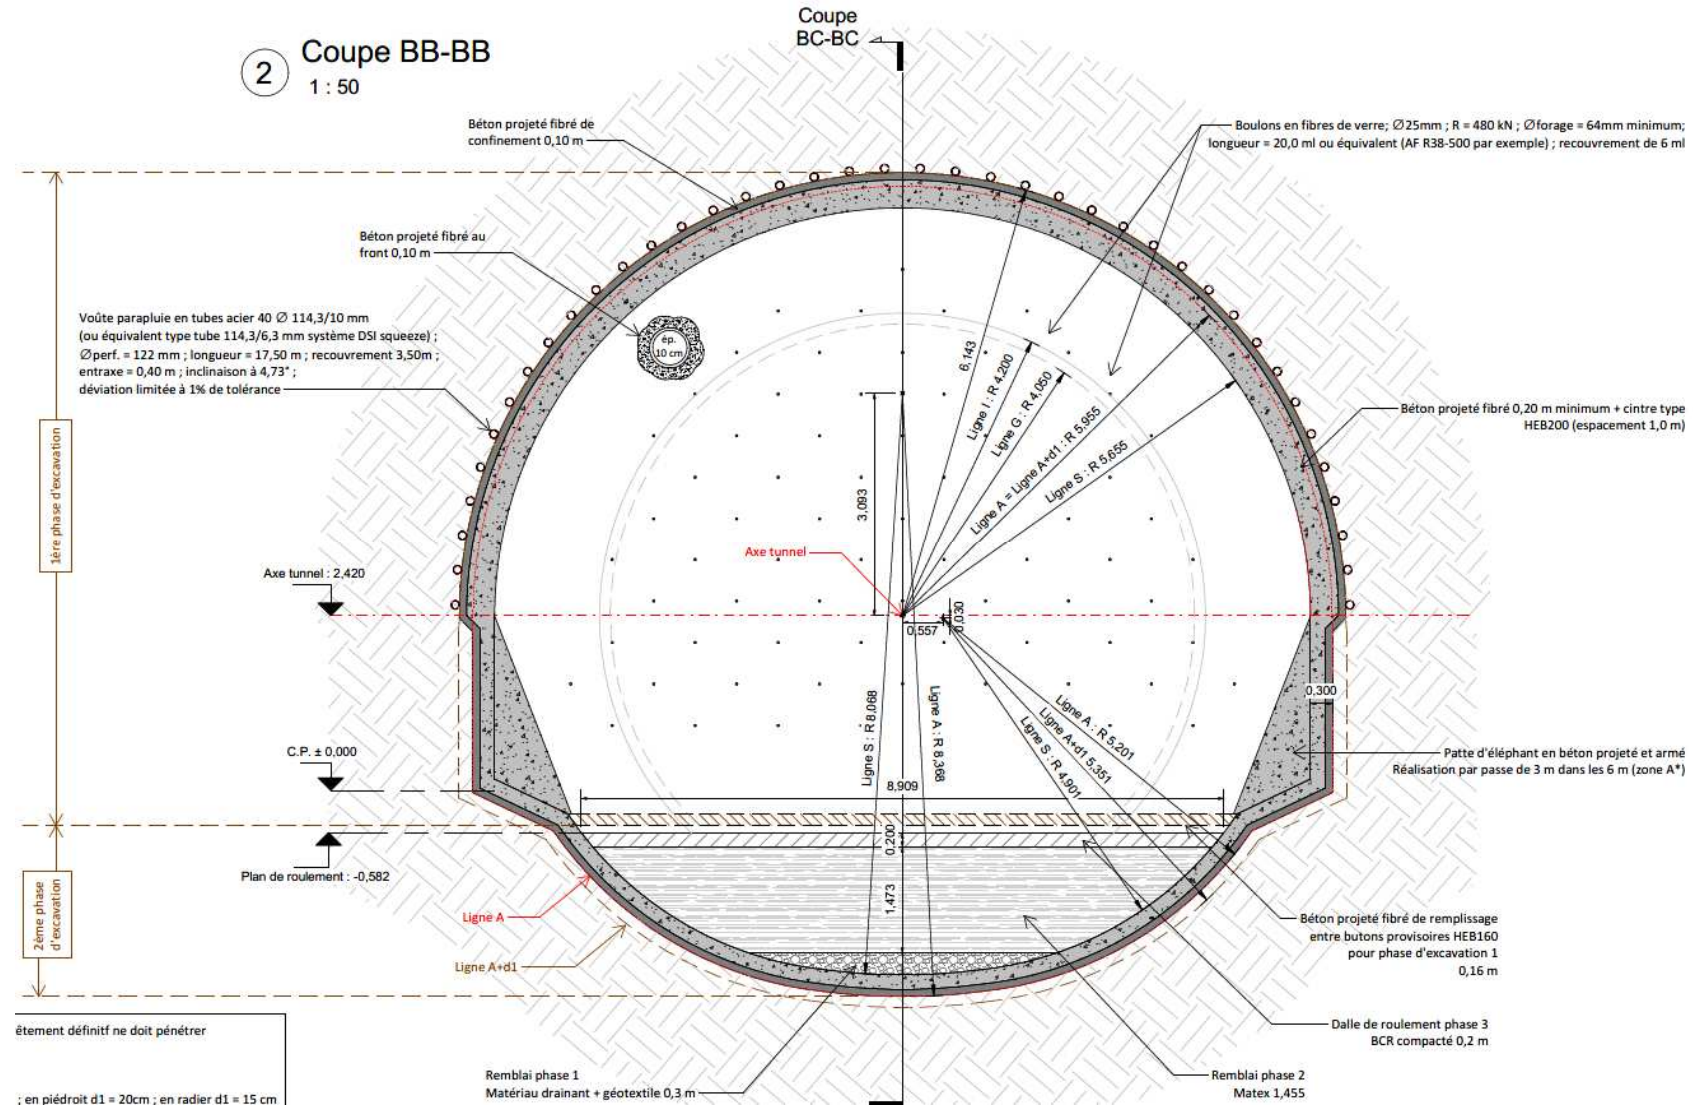 Coupe
BC-BC
2
Coupe BB-BB
1 : 50
Béton projeté fibré de
confinement 0,10 m
Boulons en fibres de verre; Ø25mm ; R = 480 kN ; Øforage = 64mm minimum;
longueur = 20,0 ml ou équivalent (AF R38-500 par exemple) ; recouvrement de 6 ml
Béton projeté fibré au
front 0,10 m
Voûte parapluie en tubes acier 40 Ø 114,3/10 mm
(ou équivalent type tube 114,3/6,3 mm système DSI squeeze) ;
Øperf. = 122 mm ; longueur = 17,50 m ; recouvrement 3,50m ;
entraxe = 0,40 m ; inclinaison à 4,73° ;
déviation limitée à 1% de tolérance
ép.
10 cm
6,143
Ligne I : R 4,200
Ligne G : R 4,050
Ligne A = Ligne A+d1 : R 5,955
Ligne S : R 5,655
Béton projeté fibré 0,20 m minimum + cintre type
HEB200 (espacement 1,0 m)
1ère phase d'excavation
3,093
Axe tunnel
Axe tunnel : 2,420
0,557
0,030
0,300
Ligne S : R 8,068
Ligne A : R 8,368
Ligne A : R 5,201
Ligne A+d1 5,351
Ligne S : R 4,901
C.P. ± 0,000
Patte d'éléphant en béton projeté et armé
Réalisation par passe de 3 m dans les 6 m (zone A*)
8,909
0,200
Plan de roulement : -0,582
1,473
2ème phase
d'excavation
Ligne A
Ligne A+d1
Béton projeté fibré de remplissage
entre butons provisoires HEB160
pour phase d'excavation 1
0,16 m
êtement définitf ne doit pénétrer
Dalle de roulement phase 3
BCR compacté 0,2 m
Remblai phase 1
Matériau drainant + géotextile 0,3 m
Remblai phase 2
Matex 1,455
; en piédroit d1 = 20cm ; en radier d1 = 15 cm